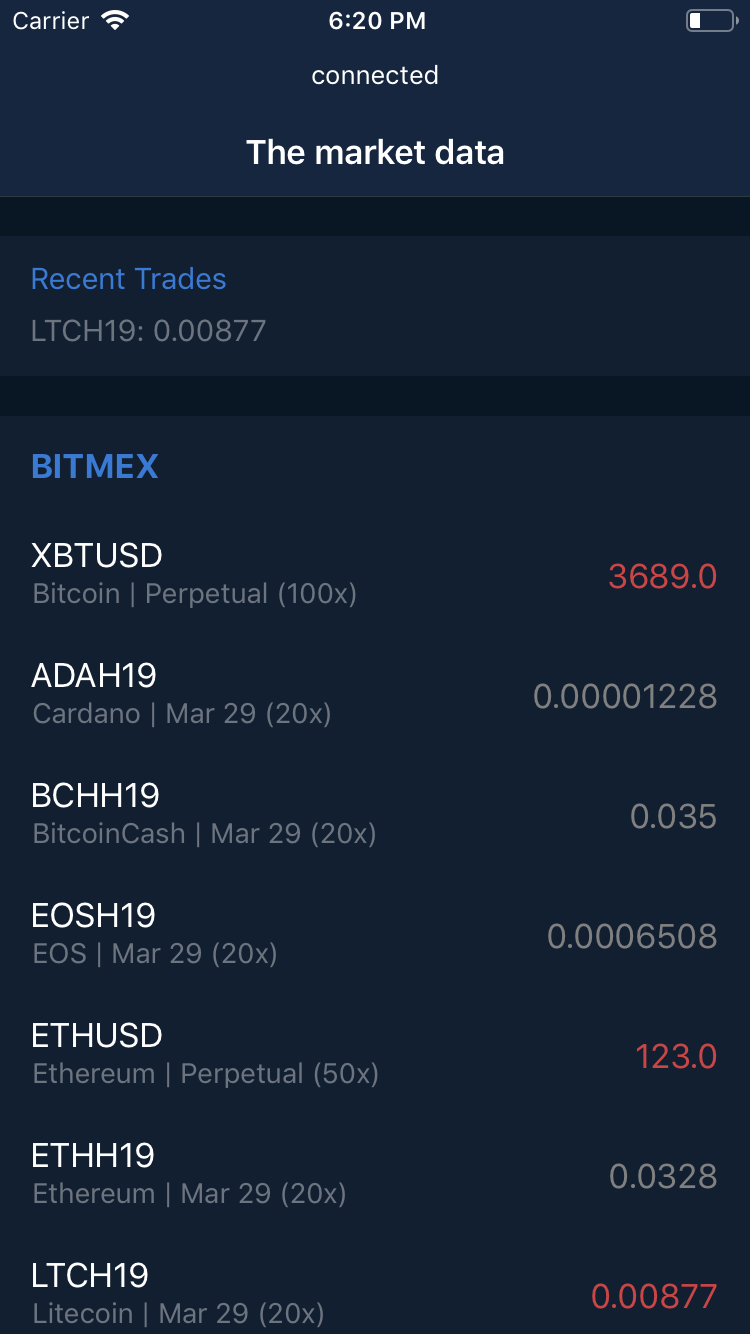 Carrier 6:20 PM
connected
The market data
Recent Trades
LTCH19: 0.00877
BITMEX
XBTUSD
Bitcoin | Perpetual (100x)
3689.0
ADAH19
Cardano | Mar 29 (20x)
0.00001228
BCHH19
BitcoinCash | Mar 29 (20x)
0.035
EOSH19
EOS | Mar 29 (20x)
0.0006508
ETHUSD
Ethereum | Perpetual (50x)
123.0
ETHH19
Ethereum | Mar 29 (20x)
0.0328
LTCH19
Litecoin | Mar 29 (20x)
0.00877